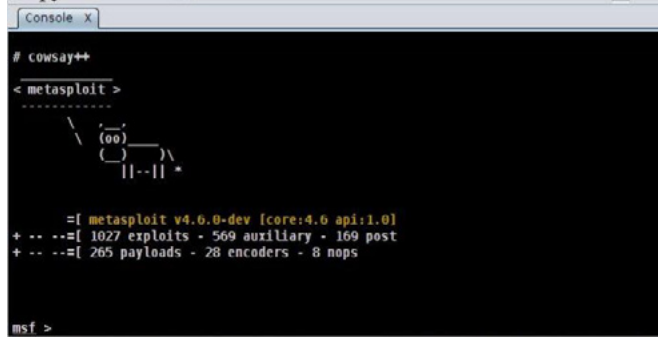 Console X
# cowsay++
 ____________
< metasploit >
 ------------
       \   ,__,
        \  (oo)____
           (__)    )\
              ||--|| *
       =[ metasploit v4.6.0-dev [core:4.6 api:1.0]
+ -- --=[ 1027 exploits - 569 auxiliary - 169 post
+ -- --=[ 265 payloads - 28 encoders - 8 nops
msf >